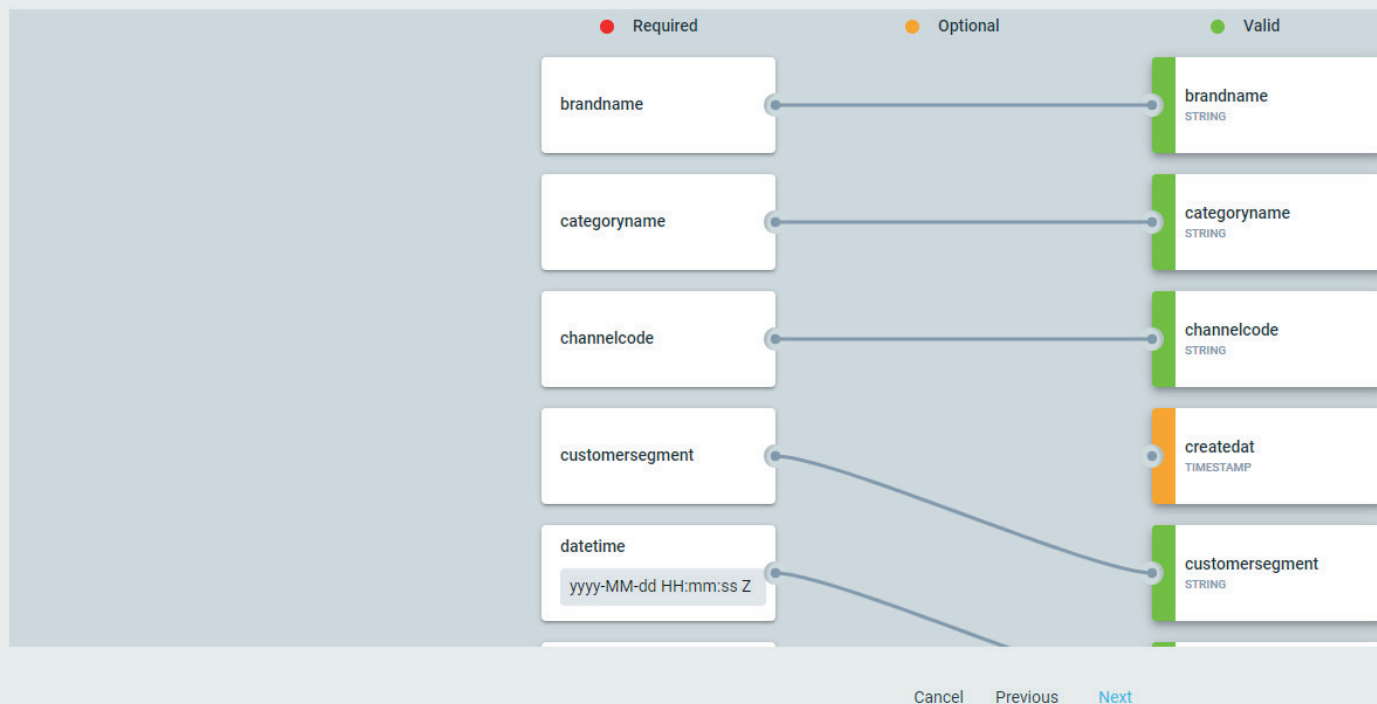 Required
Optional
Valid
brandname
brandname
STRING
categoryname
categoryname
STRING
channelcode
channelcode
STRING
customersegment
createdat
TIMESTAMP
datetime
yyyy-MM-dd HH:mm:ss Z
customersegment
STRING
Cancel
Previous
Next